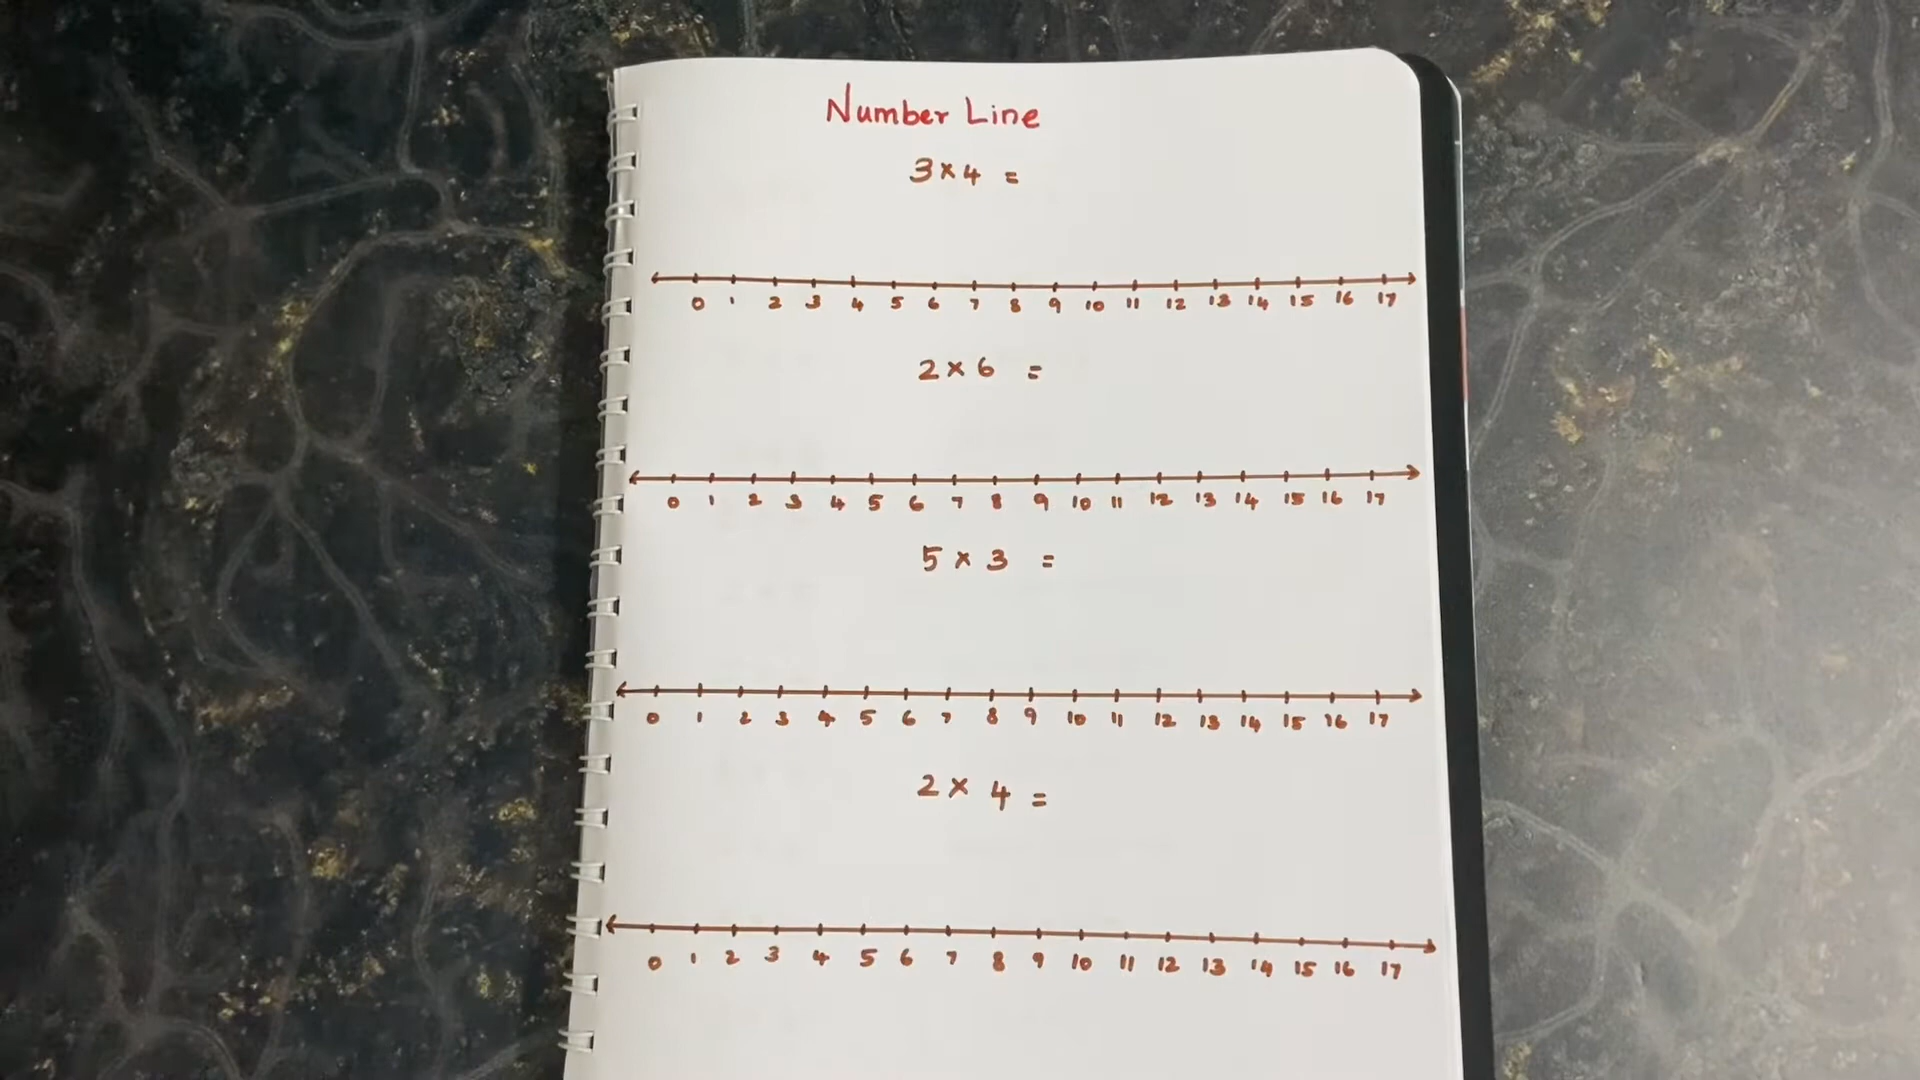 Number Line
3 × 4 =
0 1 2 3 4 5 6 7 8 9 10 11 12 13 14 15 16 17
2 × 6 =
0 1 2 3 4 5 6 7 8 9 10 11 12 13 14 15 16 17
5 × 3 =
0 1 2 3 4 5 6 7 8 9 10 11 12 13 14 15 16 17
2 × 4 =
0 1 2 3 4 5 6 7 8 9 10 11 12 13 14 15 16 17